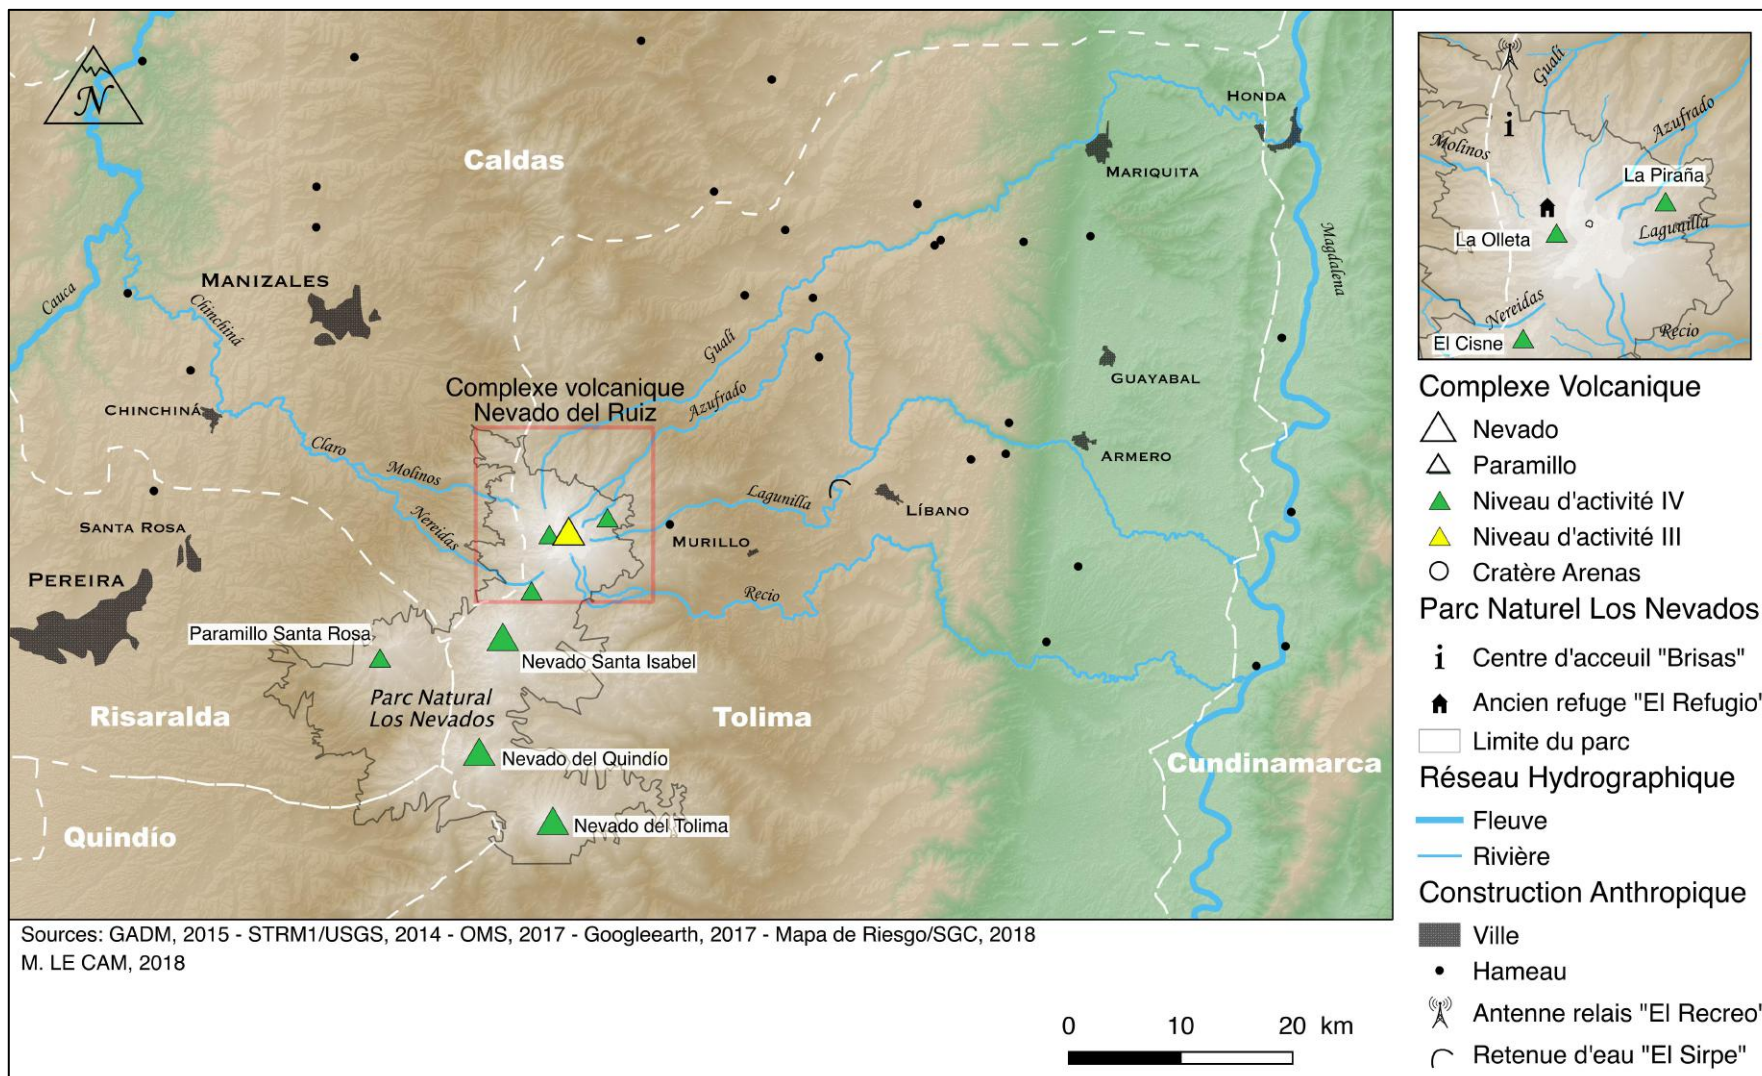 N
Caldas
HONDA
MARIQUITA
Magdalena
MANIZALES
Cauca
Chinchiná
Gualí
Azufrado
GUAYABAL
Complexe volcanique
Nevado del Ruiz
CHINCHINÁ
Claro
Molinos
Nereidas
Lagunilla
ARMERO
LÍBANO
SANTA ROSA
MURILLO
PEREIRA
Recio
Paramillo Santa Rosa
Nevado Santa Isabel
Parc Natural
Los Nevados
Risaralda
Tolima
Nevado del Quindío
Cundinamarca
Nevado del Tolima
Quindío
Sources: GADM, 2015 - STRM1/USGS, 2014 - OMS, 2017 - Googleearth, 2017 - Mapa de Riesgo/SGC, 2018
M. LE CAM, 2018
0 10 20 km
Gualí
Azufrado
i
Molinos
La Piraña
La Olleta
Lagunilla
Nereidas
Recio
El Cisne
Complexe Volcanique
Nevado
Paramillo
Niveau d'activité IV
Niveau d'activité III
Cratère Arenas
Parc Naturel Los Nevados
i Centre d'acceuil "Brisas"
Ancien refuge "El Refugio"
Limite du parc
Réseau Hydrographique
Fleuve
Rivière
Construction Anthropique
Ville
Hameau
Antenne relais "El Recreo"
Retenue d'eau "El Sirpe"